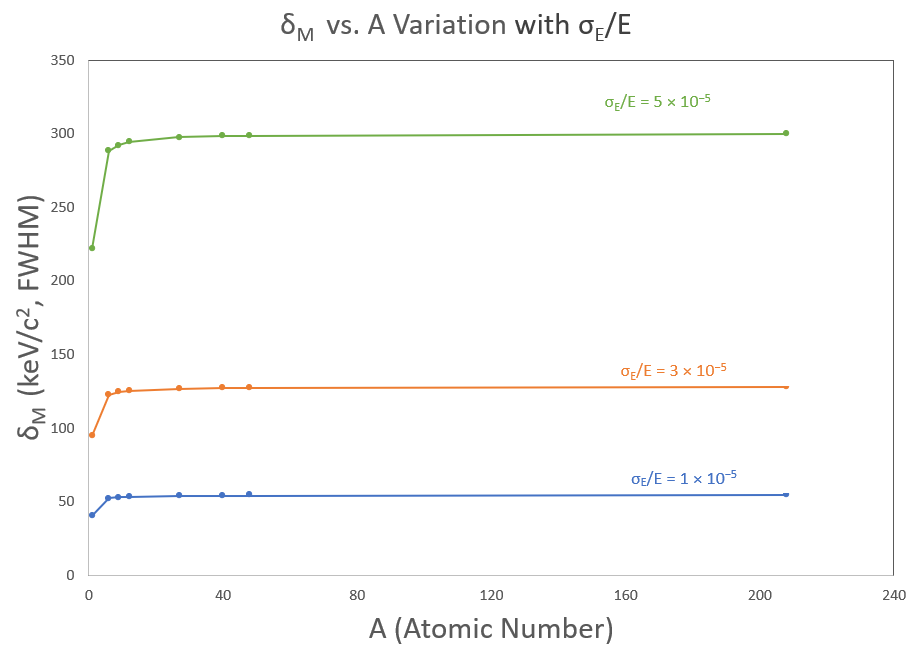 δM vs. A Variation with σE/E
350
300
250
200
150
100
50
0
0 40 80 120 160 200 240
δM (keV/c², FWHM)
A (Atomic Number)
σE/E = 5 × 10⁻⁵
σE/E = 3 × 10⁻⁵
σE/E = 1 × 10⁻⁵